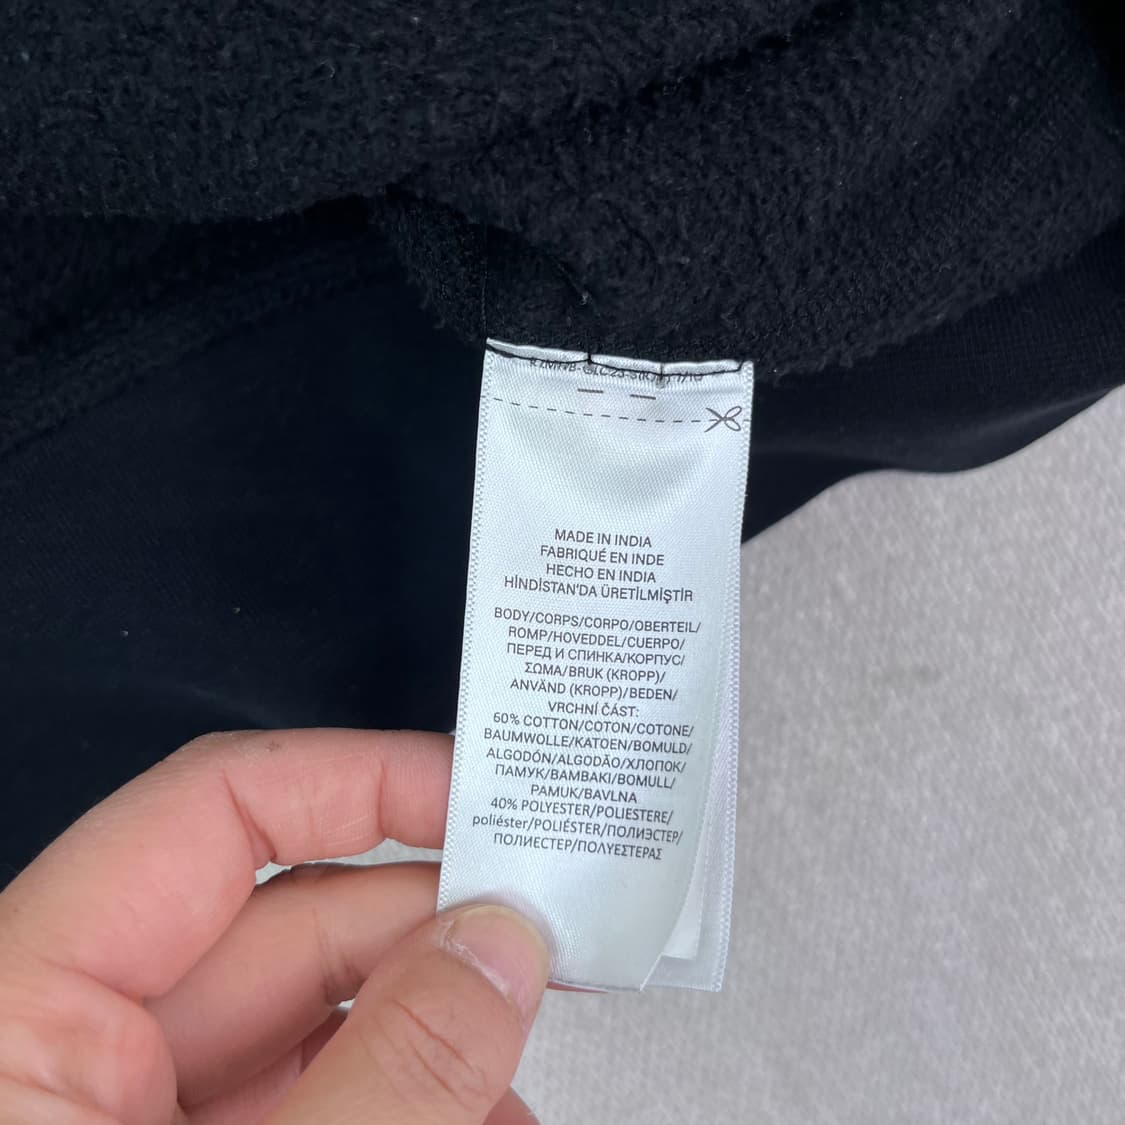 MADE IN INDIA
FABRIQUÉ EN INDE
HECHO EN INDIA
HİNDİSTAN'DA ÜRETİLMİŞTİR
BODY/CORPS/CORPO/OBERTEIL/
ROMP/HOVEDDEL/CUERPO/
ПЕРЕД И СПИНКА/КОРПУС/
ΣΩΜΑ/BRUK (KROPP)/
ANVÄND (KROPP)/BEDEN/
VRCHNÍ ČÁST:
60% COTTON/COTON/COTONE/
BAUMWOLLE/KATOEN/BOMULD/
ALGODÓN/ALGODÃO/ХЛОПОК/
ПАМУК/BAMBAKI/BOMULL/
PAMUK/BAVLNA
40% POLYESTER/POLIESTERE/
poliéster/POLIÉSTER/ПОЛИЭСТЕР/
ПОЛИЕСТЕР/ΠΟΛΥΕΣΤΕΡΑΣ